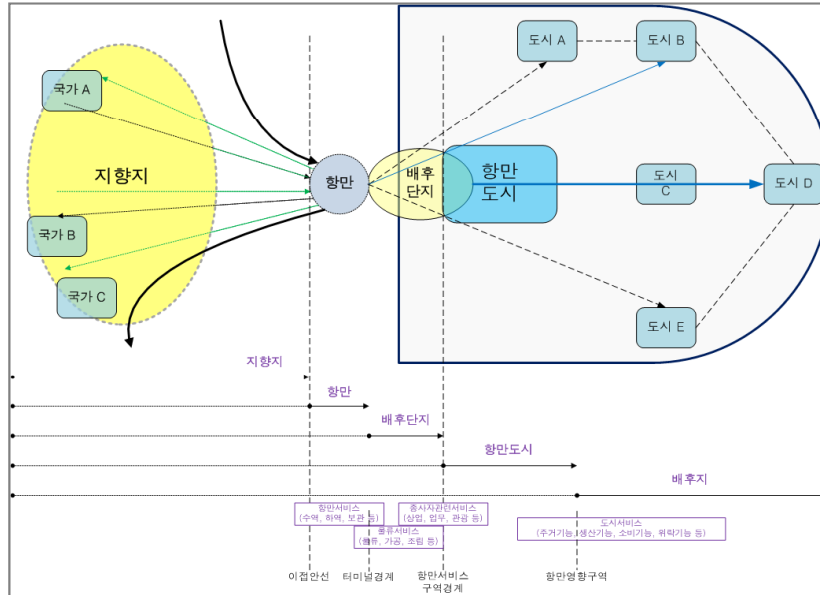 도시 A
도시 B
국가 A
지향지
항만
배후
단지
항만
도시
도시
C
도시 D
국가 B
국가 C
도시 E
지향지
항만
배후단지
항만도시
배후지
항만서비스
(수역, 하역, 보관 등)
종사자관련서비스
(상업, 업무, 관광 등)
도시서비스
(주거기능, 생산기능, 소비기능, 위락기능 등)
물류서비스
(물류, 가공, 조립 등)
이접안선
터미널경계
항만서비스
구역경계
항만영향구역